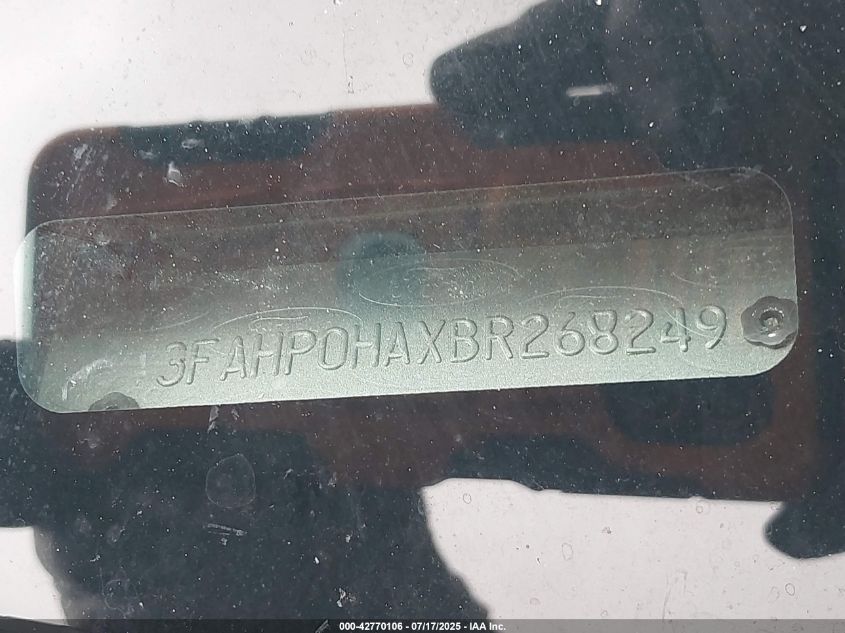 3FAHP0HAXBR268249
000-42770106 - 07/17/2025 - IAA Inc.